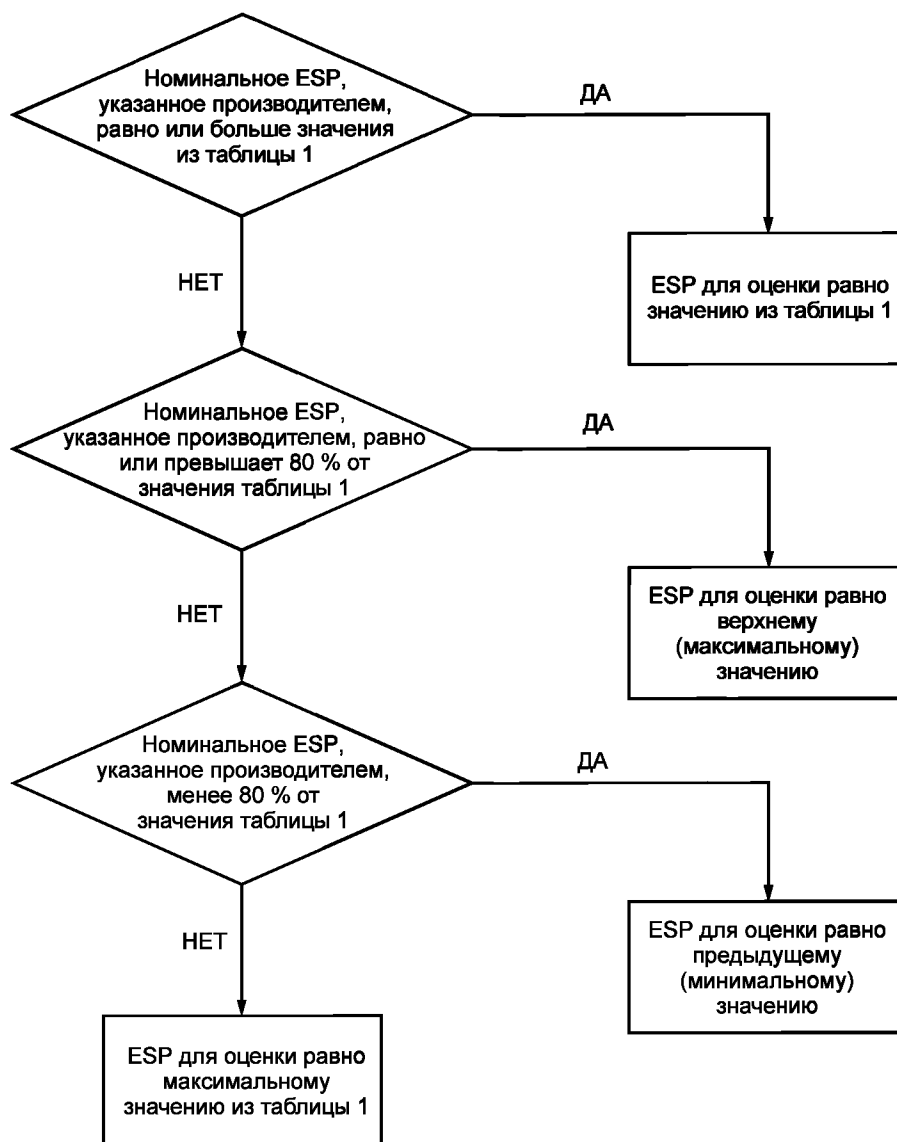 Номинальное ESP,
указанное производителем,
равно или больше значения
из таблицы 1
ДА
НЕТ
ESP для оценки равно
значению из таблицы 1
Номинальное ESP,
указанное производителем, равно
или превышает 80 % от
значения таблицы 1
ДА
НЕТ
ESP для оценки равно
верхнему
(максимальному)
значению
Номинальное ESP,
указанное производителем,
менее 80 % от
значения таблицы 1
ДА
НЕТ
ESP для оценки равно
предыдущему
(минимальному)
значению
ESP для оценки равно
максимальному
значению из таблицы 1